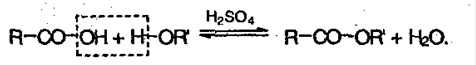 H₂SO₄
R—CO—OH + H—OR' ⇌ R—CO—OR' + H₂O.